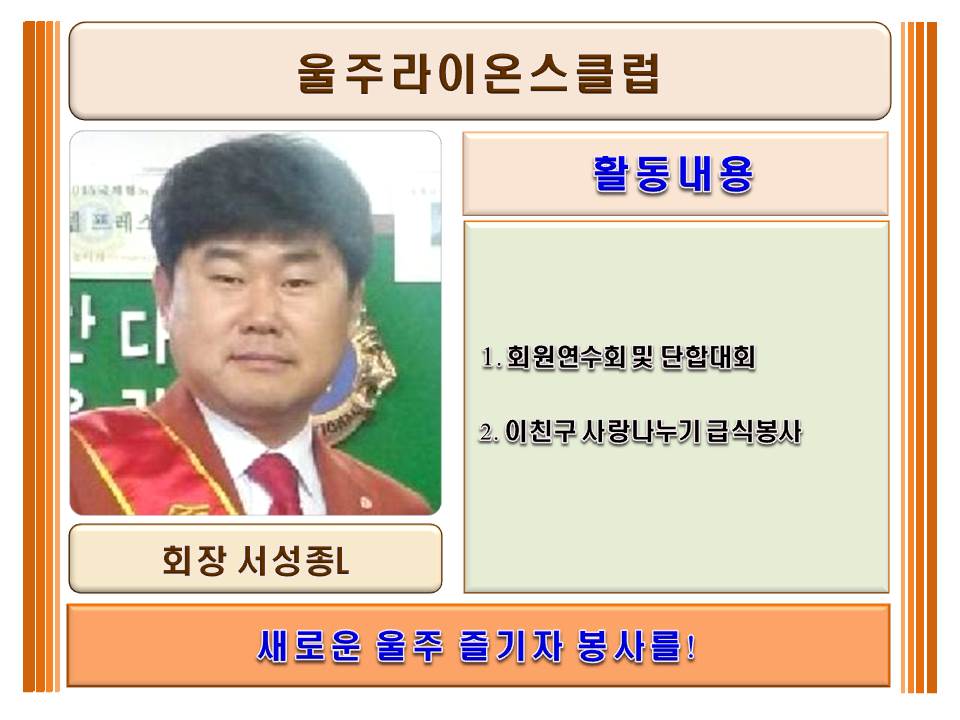 울주라이온스클럽
활동내용
1. 회원연수회 및 단합대회
2. 이친구 사랑나누기 급식봉사
회장 서성종L
새로운 울주 즐기자 봉사를!